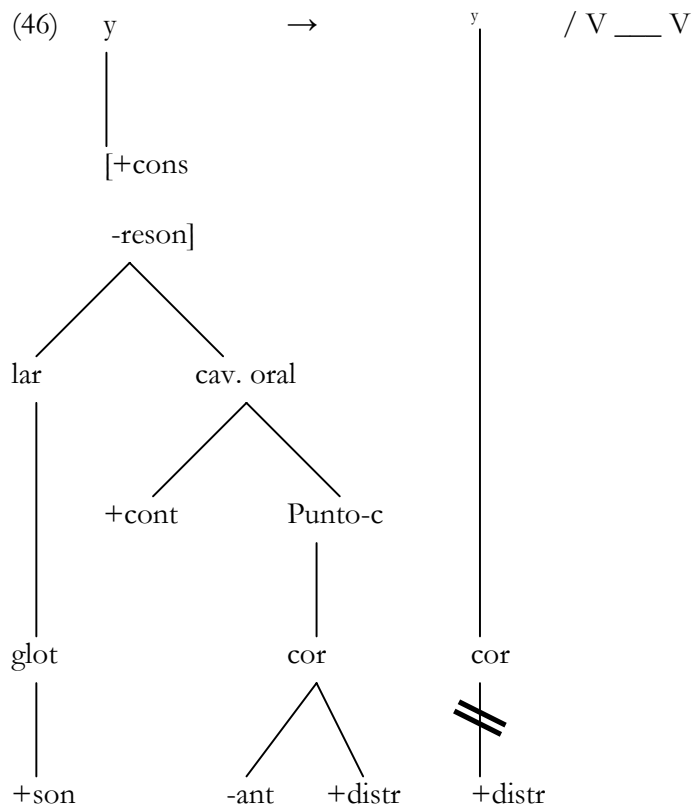 (46) y → ʸ / V ___ V
[+cons
-reson]
lar cav. oral
+cont Punto-c
glot cor cor
+son -ant +distr +distr